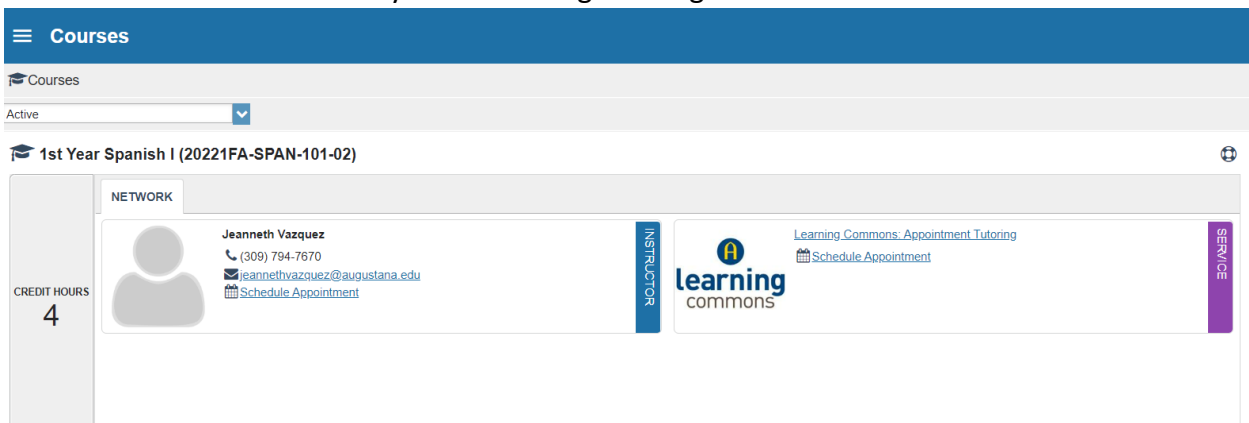 Courses
Courses
Active
1st Year Spanish I (20221FA-SPAN-101-02)
CREDIT HOURS
4
NETWORK
Jeanneth Vazquez
(309) 794-7670
jeannethvazquez@augustana.edu
Schedule Appointment
INSTRUCTOR
A
learning
commons
Learning Commons: Appointment Tutoring
Schedule Appointment
SERVICE